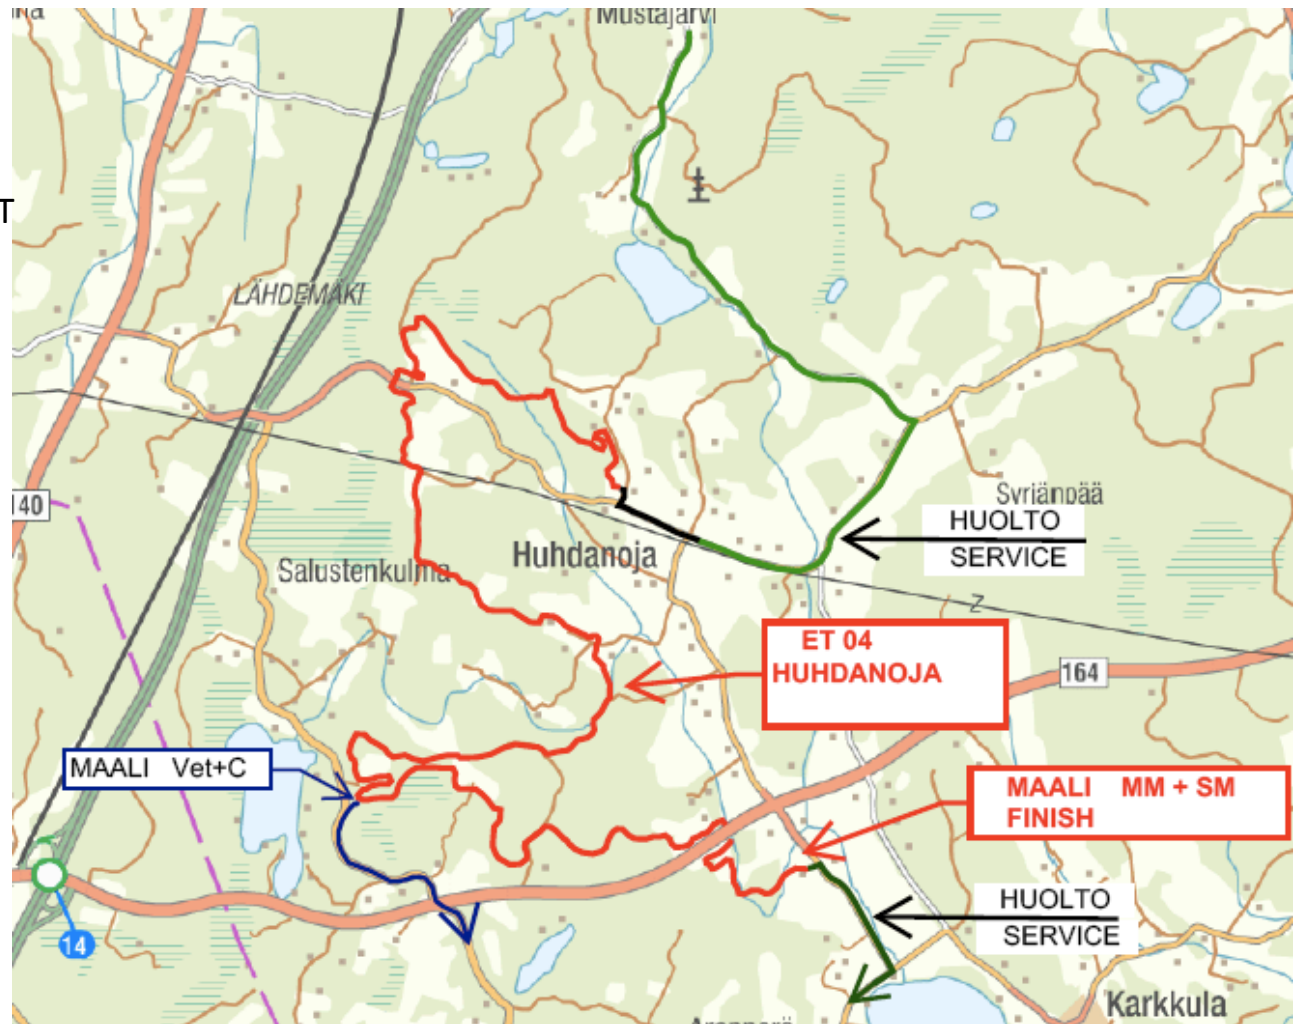 Mustajärvi
T
LÄHDEMÄKI
140
Syriänpää
HUOLTO
SERVICE
Huhdanoja
Salustenkulma
Z
ET 04
HUHDANOJA
164
MAALI Vet+C
MAALI MM + SM
FINISH
HUOLTO
SERVICE
14
Karkkula